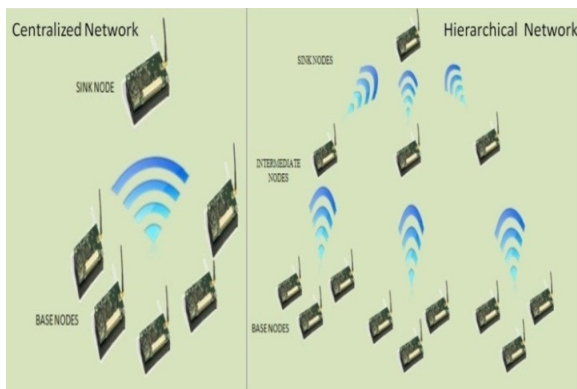 Centralized Network
SINK NODE
BASE NODES
Hierarchical Network
SINK NODES
INTERMEDIATE
NODES
BASE NODES